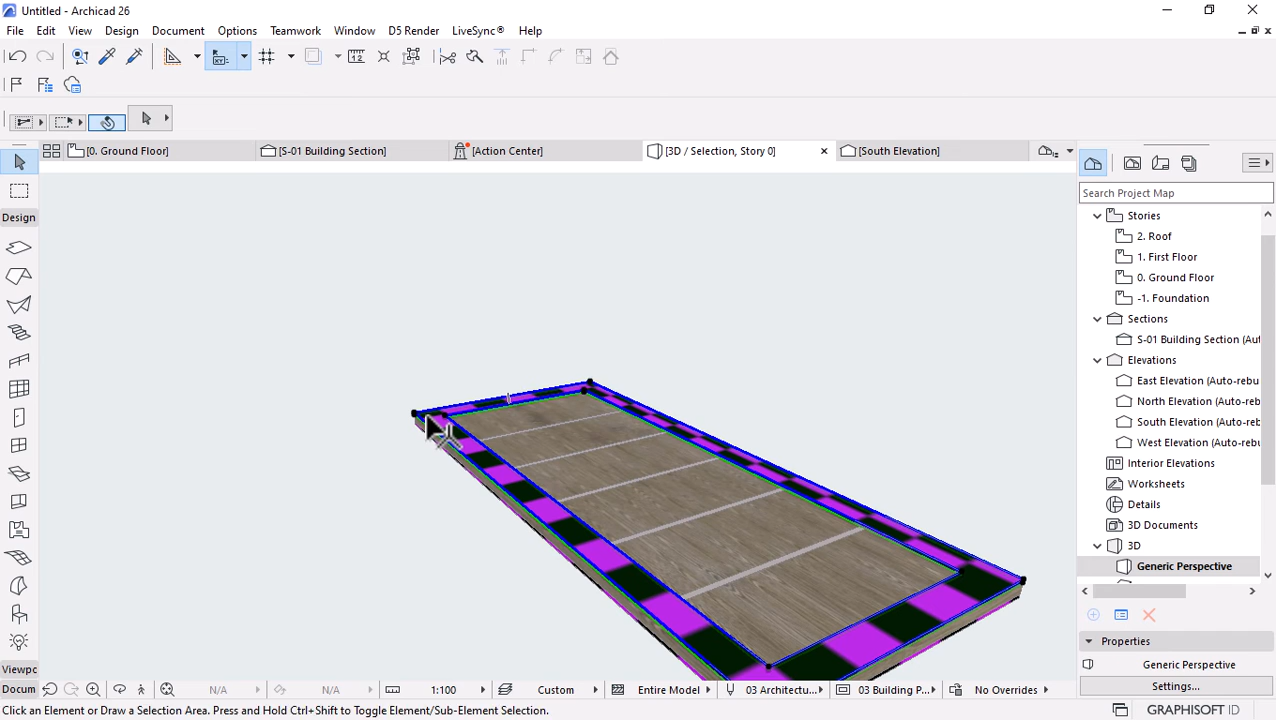 Untitled - Archicad 26
File Edit View Design Document Options Teamwork Window D5 Render LiveSync® Help
[0. Ground Floor] [S-01 Building Section] [Action Center] [3D / Selection, Story 0] [South Elevation]
Search Project Map
Design
Stories
2. Roof
1. First Floor
0. Ground Floor
-1. Foundation
Sections
S-01 Building Section (Aut
Elevations
East Elevation (Auto-rebu
North Elevation (Auto-reb
South Elevation (Auto-reb
West Elevation (Auto-rebu
Interior Elevations
Worksheets
Details
3D Documents
3D
Generic Perspective
Properties
Generic Perspective
Settings...
Viewpc
Docum
N/A N/A 1:100 Custom Entire Model 03 Architectu... 03 Building P... No Overrides
Click an Element or Draw a Selection Area. Press and Hold Ctrl+Shift to Toggle Element/Sub-Element Selection.
GRAPHISOFT ID